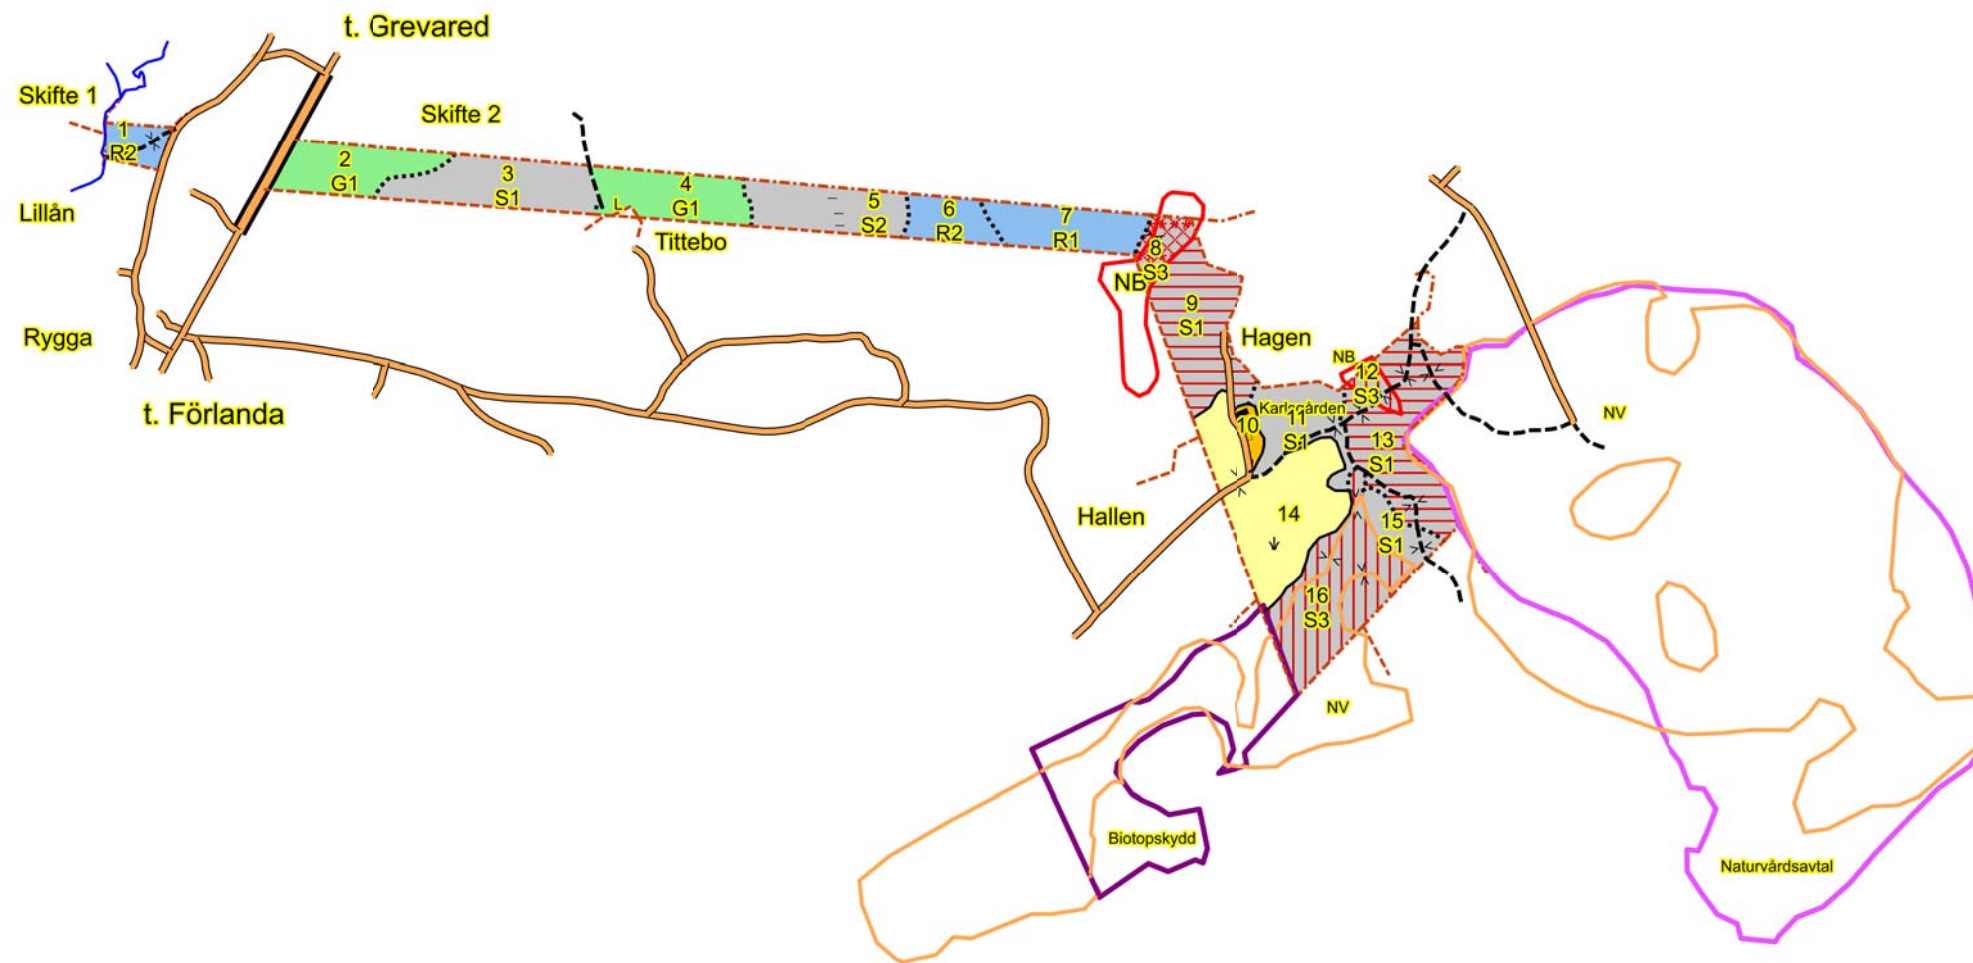 t. Grevared
Skifte 1
Skifte 2
1
R2
2
G1
3
S1
4
G1
L
5
S2
6
R2
7
R1
8
S3
NB
9
S1
Lillån
Tittebo
Rygga
Hagen
t. Förlanda
NB
12
S3
NV
Karlsgården
10
11
S1
13
S1
Hallen
14
15
S1
16
S3
NV
Biotopskydd
Naturvårdsavtal